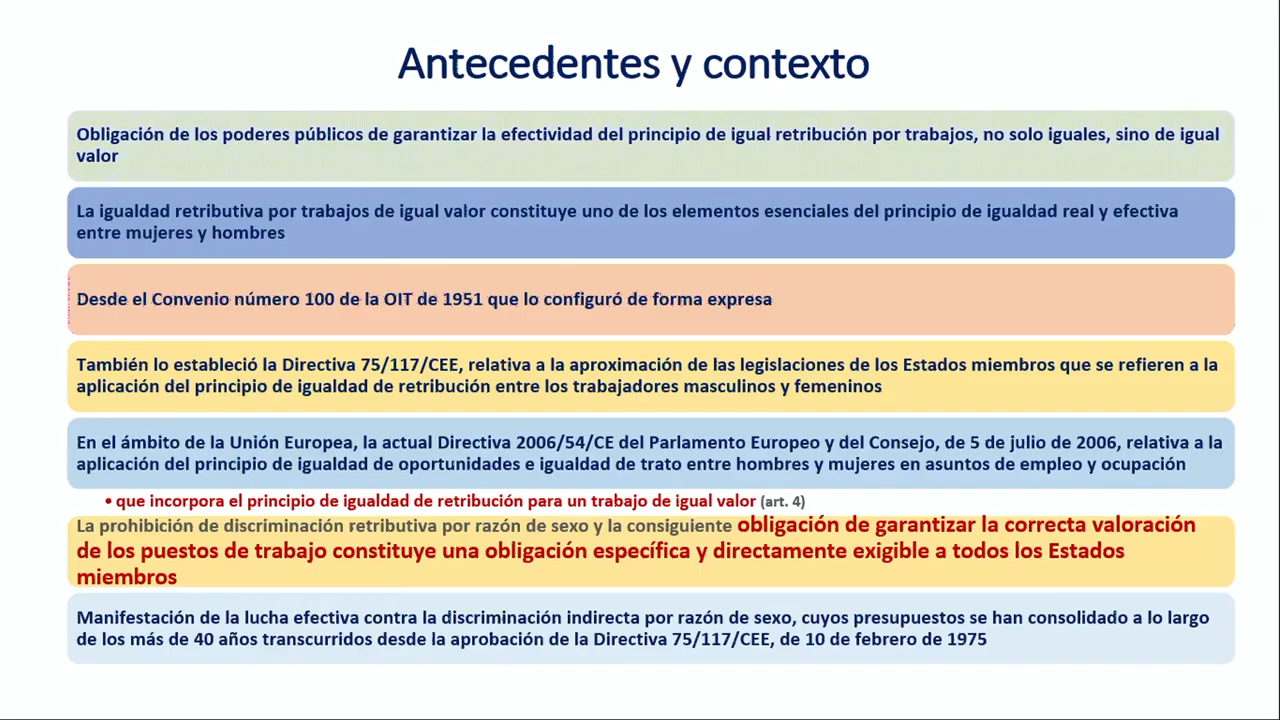 Antecedentes y contexto
Obligación de los poderes públicos de garantizar la efectividad del principio de igual retribución por trabajos, no solo iguales, sino de igual
valor
La igualdad retributiva por trabajos de igual valor constituye uno de los elementos esenciales del principio de igualdad real y efectiva
entre mujeres y hombres
Desde el Convenio número 100 de la OIT de 1951 que lo configuró de forma expresa
También lo estableció la Directiva 75/117/CEE, relativa a la aproximación de las legislaciones de los Estados miembros que se refieren a la
aplicación del principio de igualdad de retribución entre los trabajadores masculinos y femeninos
En el ámbito de la Unión Europea, la actual Directiva 2006/54/CE del Parlamento Europeo y del Consejo, de 5 de julio de 2006, relativa a la
aplicación del principio de igualdad de oportunidades e igualdad de trato entre hombres y mujeres en asuntos de empleo y ocupación
• que incorpora el principio de igualdad de retribución para un trabajo de igual valor (art. 4)
La prohibición de discriminación retributiva por razón de sexo y la consiguiente obligación de garantizar la correcta valoración
de los puestos de trabajo constituye una obligación específica y directamente exigible a todos los Estados
miembros
Manifestación de la lucha efectiva contra la discriminación indirecta por razón de sexo, cuyos presupuestos se han consolidado a lo largo
de los más de 40 años transcurridos desde la aprobación de la Directiva 75/117/CEE, de 10 de febrero de 1975